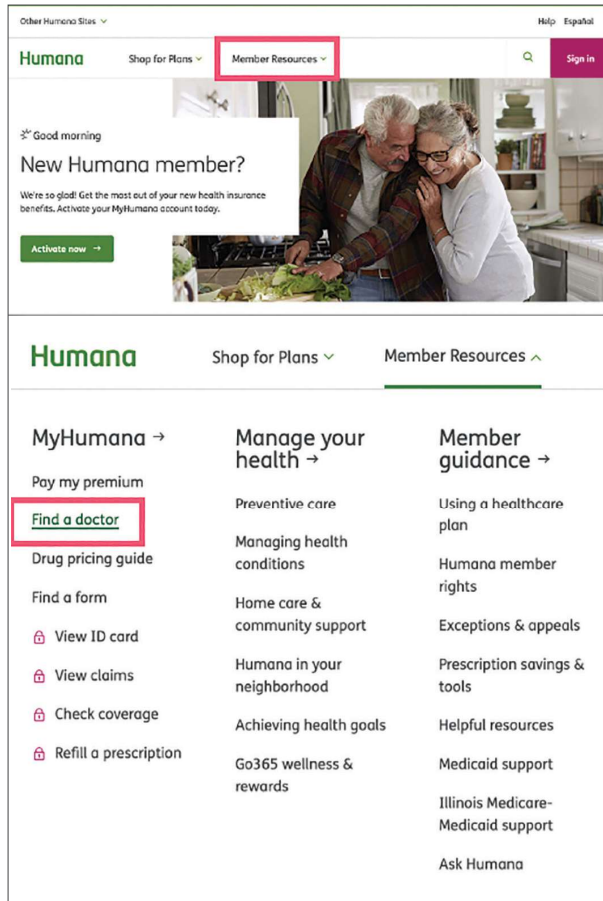 Other Humana Sites
Help Español
Humana
Shop for Plans
Member Resources
Sign in
Good morning
New Humana member?
We're so glad! Get the most out of your new health insurance
benefits. Activate your MyHumana account today.
Activate now →
Humana
Shop for Plans
Member Resources
MyHumana →
Pay my premium
Find a doctor
Drug pricing guide
Find a form
View ID card
View claims
Check coverage
Refill a prescription
Manage your
health →
Preventive care
Managing health
conditions
Home care &
community support
Humana in your
neighborhood
Achieving health goals
Go365 wellness &
rewards
Member
guidance →
Using a healthcare
plan
Humana member
rights
Exceptions & appeals
Prescription savings &
tools
Helpful resources
Medicaid support
Illinois Medicare-
Medicaid support
Ask Humana